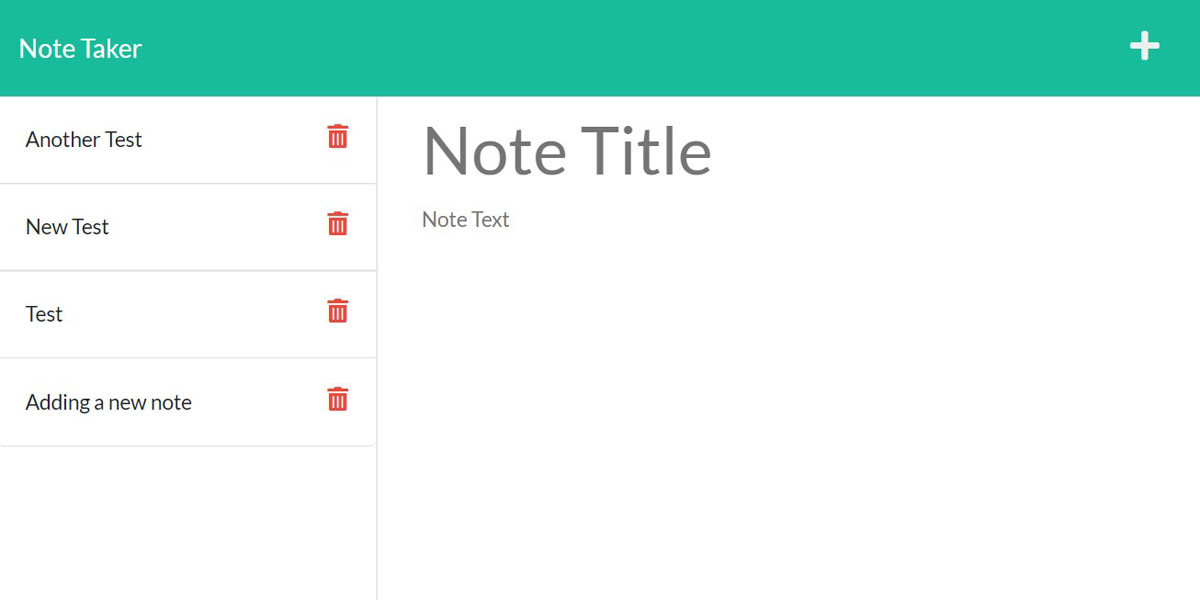 Note Taker
Another Test
New Test
Test
Adding a new note
Note Title
Note Text